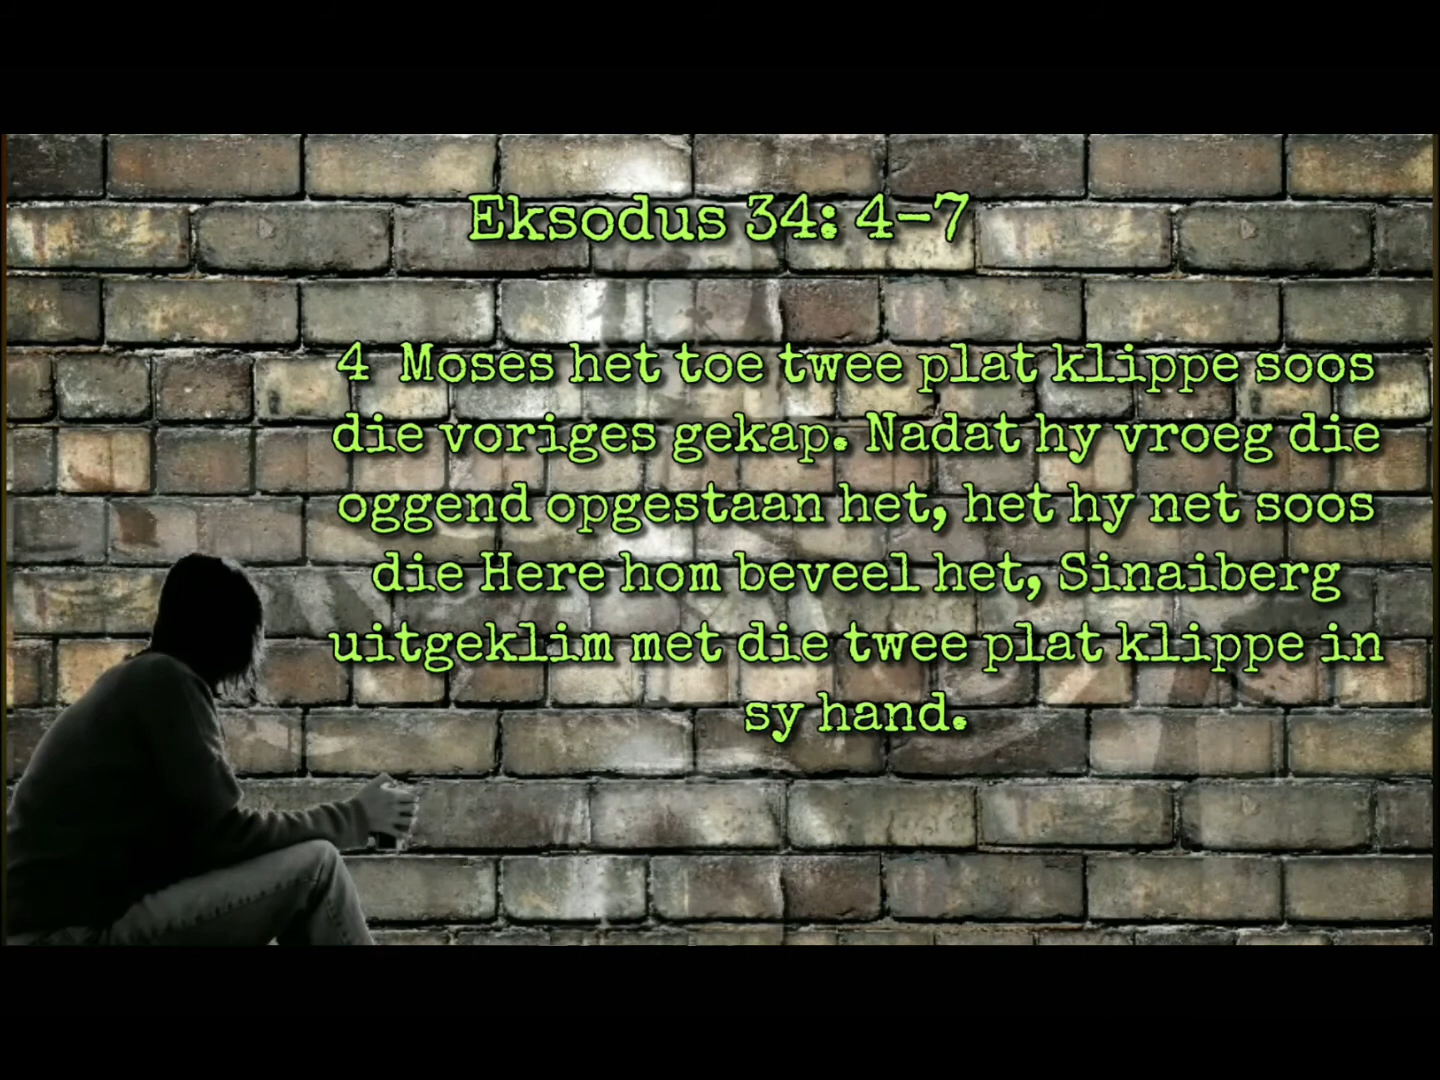 Eksodus 34: 4-7
4 Moses het toe twee plat klippe soos
die voriges gekap. Nadat hy vroeg die
oggend opgestaan het, het hy net soos
die Here hom beveel het, Sinaiberg
uitgeklim met die twee plat klippe in
sy hand.